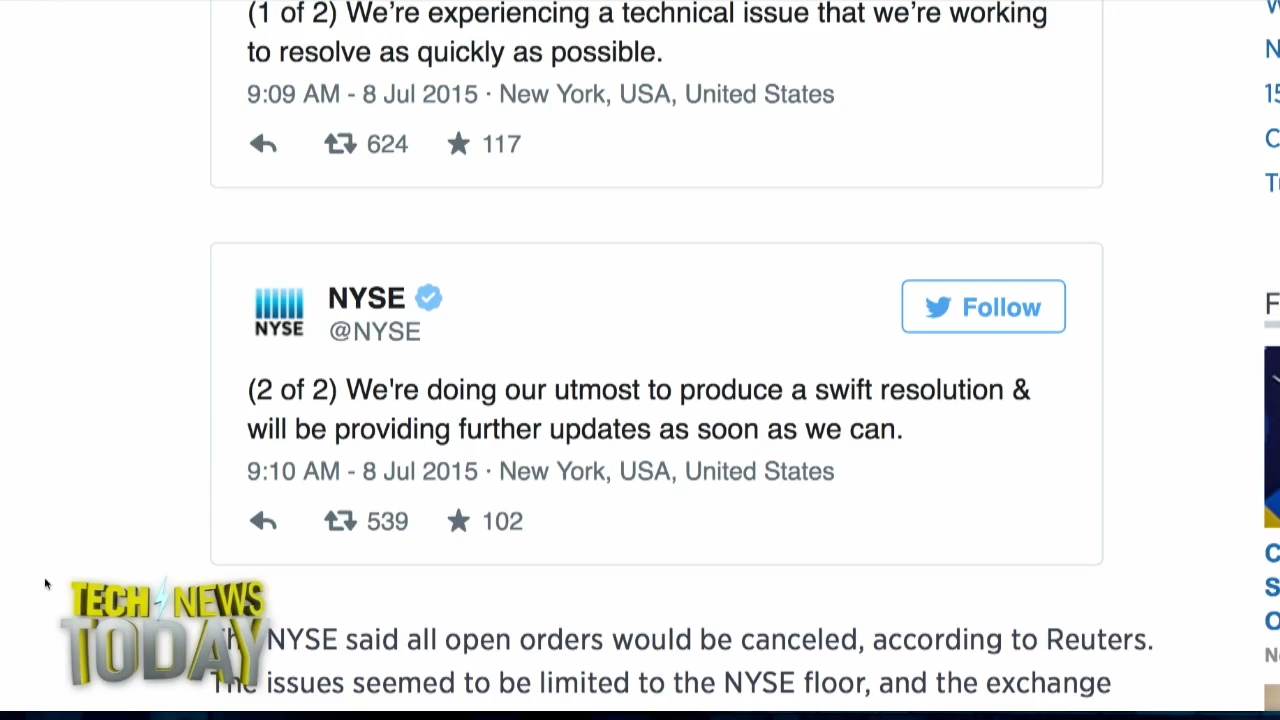 (1 of 2) We’re experiencing a technical issue that we’re working
to resolve as quickly as possible.
9:09 AM - 8 Jul 2015 · New York, USA, United States
624 117
NYSE
NYSE
@NYSE
Follow
(2 of 2) We're doing our utmost to produce a swift resolution &
will be providing further updates as soon as we can.
9:10 AM - 8 Jul 2015 · New York, USA, United States
539 102
TECH NEWS
TODAY
NYSE said all open orders would be canceled, according to Reuters.
The issues seemed to be limited to the NYSE floor, and the exchange